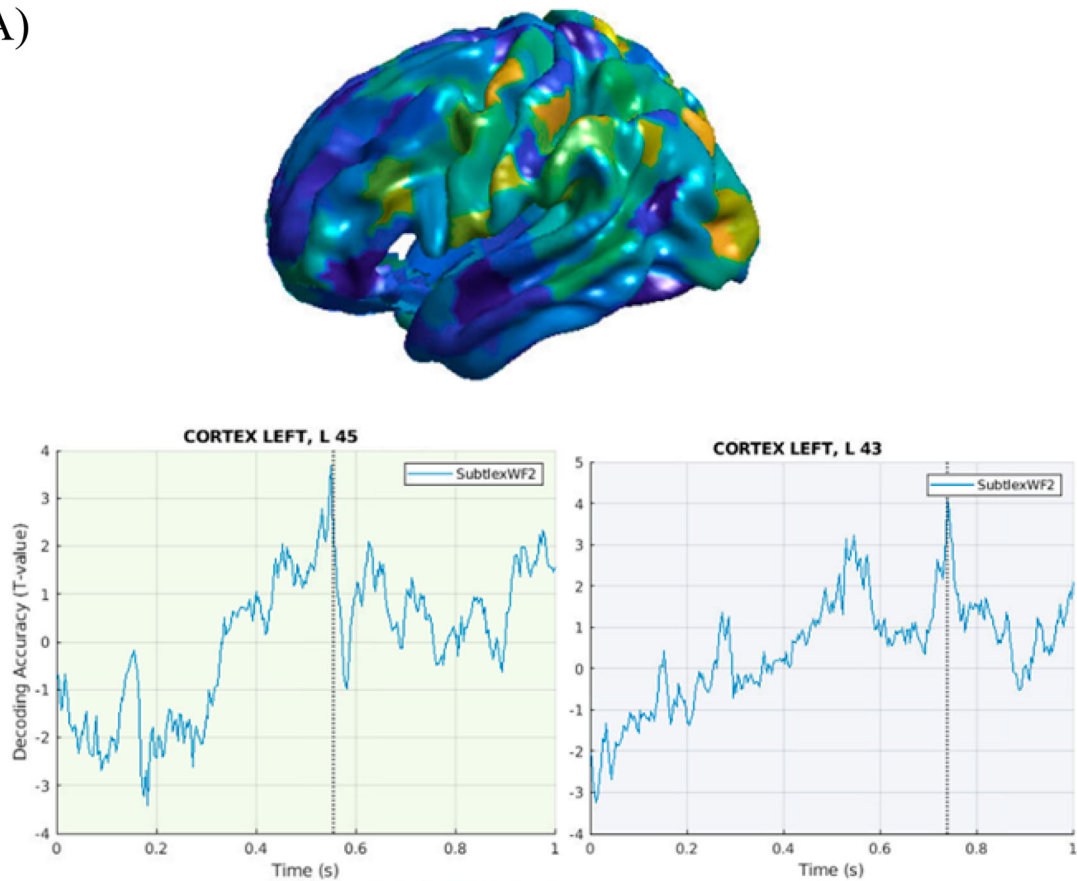 A)
CORTEX LEFT, L 45
SubtlexWF2
Decoding Accuracy (T-value)
4
3
2
1
0
-1
-2
-3
-4
0 0.2 0.4 0.6 0.8 1
Time (s)
CORTEX LEFT, L 43
SubtlexWF2
5
4
3
2
1
0
-1
-2
-3
-4
0 0.2 0.4 0.6 0.8 1
Time (s)